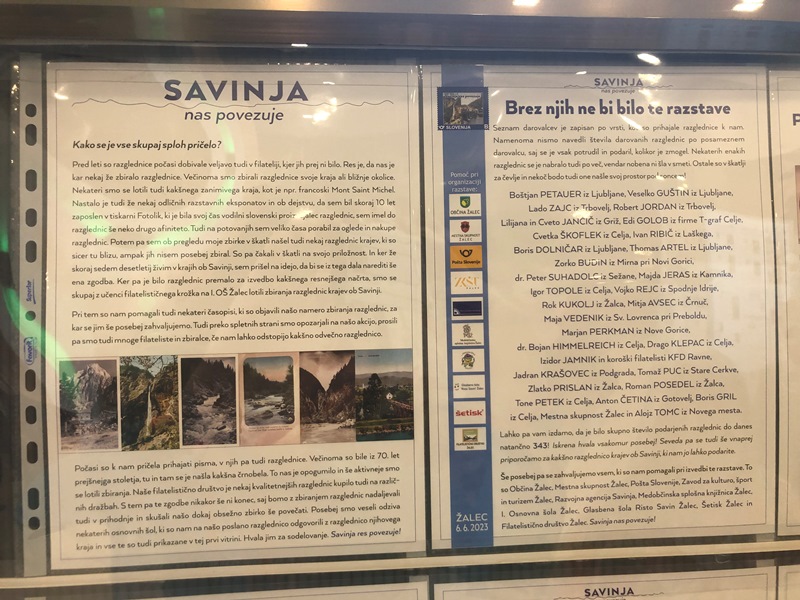 SAVINJA
nas povezuje
Kako se je vse skupaj sploh pričelo?
Pred leti so razglednice počasi dobivale veljavo tudi v filateliji, kjer jih prej ni bilo. Res je, da nas je
kar nekaj že zbiralo razglednice. Večinoma smo zbirali razglednice svoje kraja ali bližnje okolice.
Nekateri smo se lotili tudi kakšnega zanimivega kraja, kot je npr. francoski Mont Saint Michel.
Nastalo je tudi že nekaj odličnih razstavnih eksponatov in ob dejstvu, da sem bil skoraj 10 let
zaposlen v tiskarni Fotolik, ki je bila svoj čas vodilni slovenski proizvajalec razglednic, sem imel do
razglednic še neko drugo afiniteto. Tudi na potovanjih sem veliko časa porabil za oglede in nakupe
razglednic. Potem pa sem ob pregledu moje zbirke v škatli našel tudi nekaj razglednic krajev, ki so
sicer tu blizu, ampak jih nisem posebej zbiral. So pa čakali v škatli na svojo priložnost. In ker že
skoraj sedem desetletij živim v krajih ob Savinji, sem prišel na idejo, da bi se iz tega dala narediti še
ena zgodba. Ker pa je bilo razglednic premalo za izvedbo kakšnega resnejšega načrta, smo se
skupaj z učenci filatelističnega krožka na I. OŠ Žalec lotili zbiranja razglednic krajev ob Savinji.
Pri tem so nam pomagali tudi nekateri časopisi, ki so objavili našo namero zbiranja razglednic, za
kar se jim še posebej zahvaljujemo. Tudi preko spletnih strani smo opozarjali na našo akcijo, prosili
pa smo tudi mnoge filateliste in zbiralce, če nam lahko odstopijo kakšno odvečno razglednico.
Počasi so k nam pričela prihajati pisma, v njih pa tudi razglednice. Večinoma so bile iz 70. let
prejšnjega stoletja, tu in tam se je našla kakšna črnobela. To nas je opogumilo in še aktivneje smo
se lotili zbiranja. Naše filatelistično društvo je nekaj kvalitetnejših razglednic kupilo tudi na različ-
nih dražbah. S tem pa te zgodbe nikakor še ni konec, saj bomo z zbiranjem razglednic nadaljevali
tudi v prihodnje in skušali našo dokaj obsežno zbirko še povečati. Posebej smo veseli odziva
nekaterih osnovnih šol, ki so nam na našo poslano razglednico odgovorili z razglednico njihovega
kraja in vse te so tudi prikazane v tej prvi vitrini. Hvala jim za sodelovanje. Savinja res povezuje!
SAVINJA
nas povezuje
SLOVENIJA
Brez njih ne bi bilo te razstave
Seznam darovalcev je zapisan po vrsti, kot so prihajale razglednice k nam.
Namenoma nismo navedli števila darovanih razglednic po posameznem
darovalcu, saj se je vsak potrudil in podaril, kolikor je zmogel. Nekaterih enakih
razglednic se je nabralo tudi po več, vendar nobena ni šla v smeti. Ostale so v škatlji
za čevlje in nekoč bodo tudi one našle svoj prostor pod soncem!
Pomoč pri
organizaciji
razstave:
OBČINA ŽALEC
MESTNA SKUPNOST
ŽALEC
Pošta Slovenije
ZKŠT
šetisk
Boštjan PETAUER iz Ljubljane, Veselko GUŠTIN iz Ljubljane,
Lado ZAJC iz Trbovelj, Robert JORDAN iz Trbovelj,
Lilijana in Cveto JANČIČ iz Griž, Edi GOLOB iz firme T-graf Celje,
Cvetka ŠKOFLEK iz Celja, Ivan RIBIČ iz Laškega,
Boris DOLNIČAR iz Ljubljane, Thomas ARTEL iz Ljubljane,
Zorko BUDIN iz Mirna pri Novi Gorici,
dr. Peter SUHADOLC iz Sežane, Majda JERAS iz Kamnika,
Igor TOPOLE iz Celja, Vojko REJC iz Spodnje Idrije,
Rok KUKOLJ iz Žalca, Mitja AVSEC iz Črnuč,
Maja VEDENIK iz Sv. Lovrenca pri Preboldu,
Marjan PERKMAN iz Nove Gorice,
dr. Bojan HIMMELREICH iz Celja, Drago KLEPAC iz Celja,
Izidor JAMNIK in koroški filatelisti KFD Ravne,
Jadran KRAŠOVEC iz Podgrada, Tomaž PUC iz Stare Cerkve,
Zlatko PRISLAN iz Žalca, Roman POSEDEL iz Žalca,
Tone PETEK iz Celja, Anton ČETINA iz Gotovelj, Boris GRIL
iz Celja, Mestna skupnost Žalec in Alojz TOMC iz Novega mesta.
Lahko pa vam izdamo, da je bilo skupno število podarjenih razglednic do danes
natančno 343! Iskrena hvala vsakomur posebej! Seveda pa se tudi še vnaprej
priporočamo za kakšno razglednico krajev ob Savinji, ki nam jo lahko podarite.
Še posebej pa se zahvaljujemo vsem, ki so nam pomagali pri izvedbi te razstave. To
so Občina Žalec, Mestna skupnost Žalec, Pošta Slovenije, Zavod za kulturo, šport
in turizem Žalec, Razvojna agencija Savinja, Medobčinska splošna knjižnica Žalec,
I. Osnovna šola Žalec, Glasbena šola Risto Savin Žalec, Šetisk Žalec in
Filatelistično društvo Žalec. Savinja nas povezuje!
ŽALEC
6. 6. 2023
SAVINJA